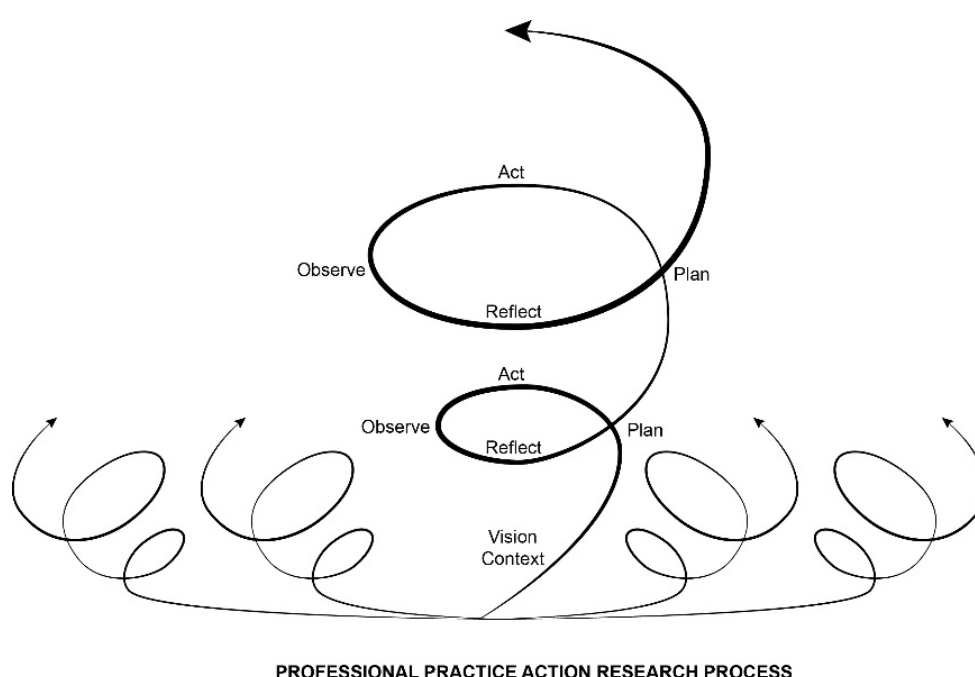 Act
Observe
Plan
Reflect
Act
Observe
Plan
Reflect
Vision
Context
PROFESSIONAL PRACTICE ACTION RESEARCH PROCESS